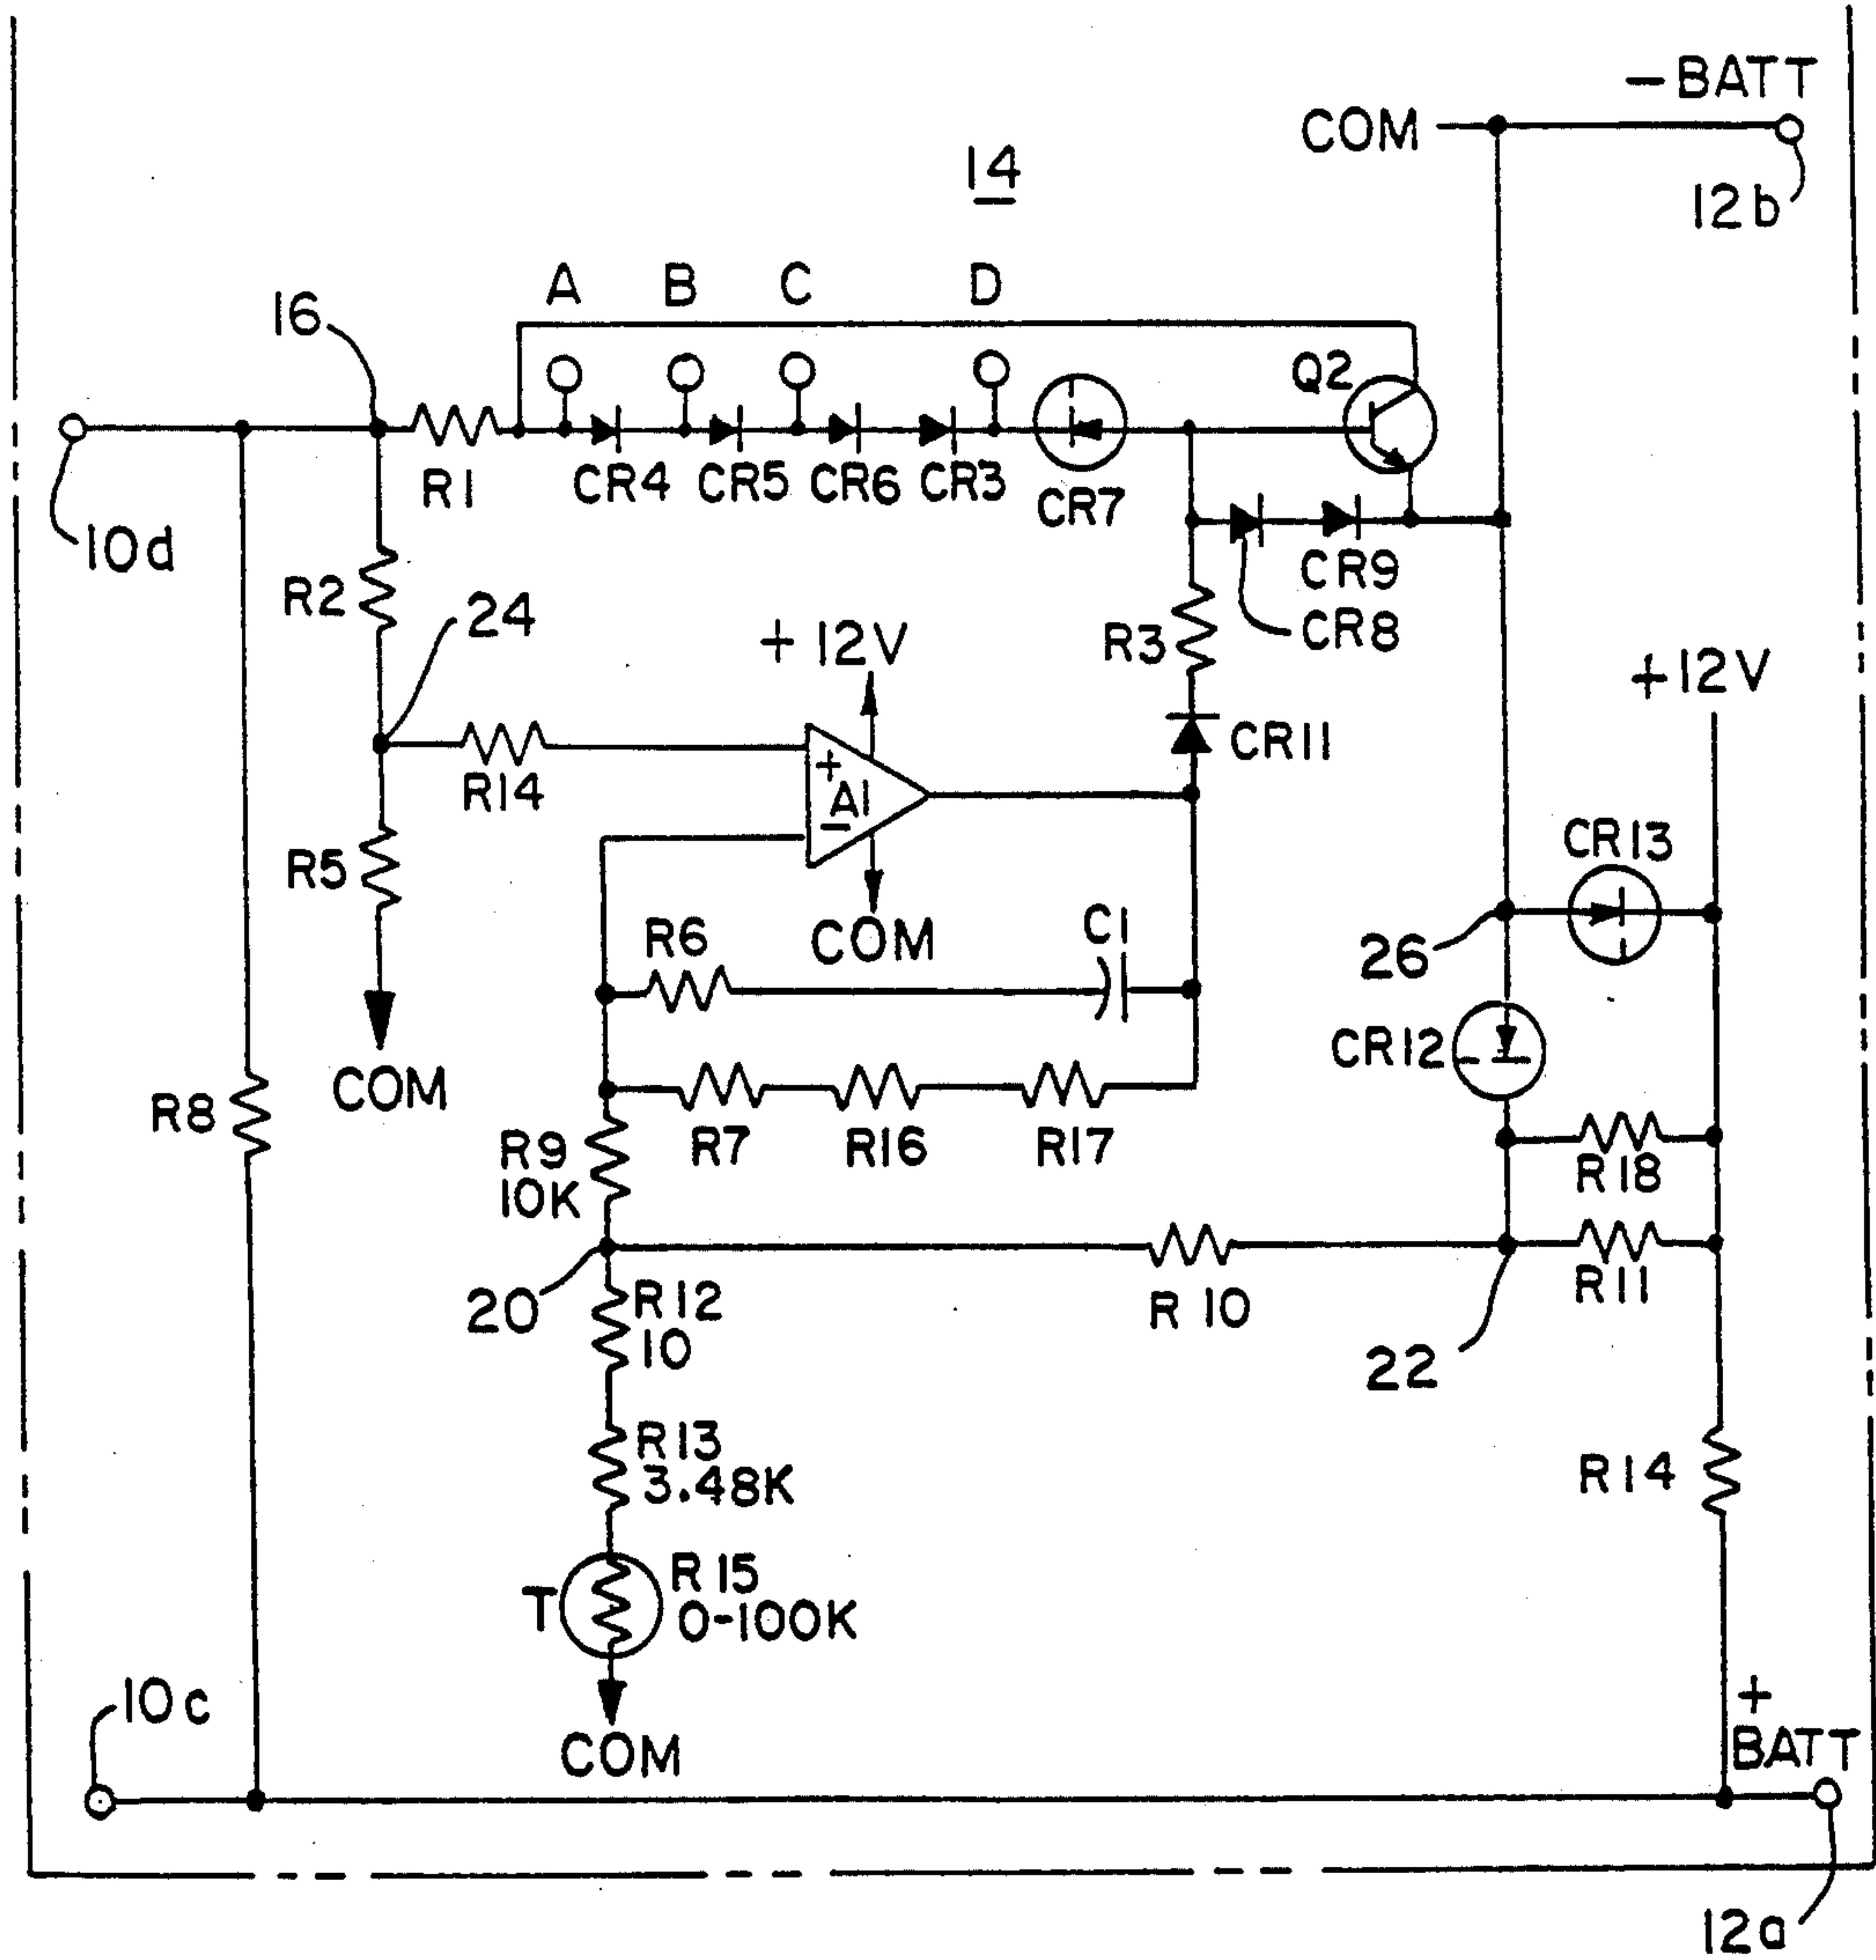 −BATT
COM
12b
14
A B C D
16
Q2
R1
CR4 CR5 CR6 CR3
CR7
10d
CR9
CR8
R2
24
+12V
R3
+12V
CR11
R14
+
A1
−
R5
CR13
COM
R6
C1
26
CR12
COM
R8
R9
10K
R7
R16
R17
R18
20
R12
10
R10
R11
22
R13
3.48K
R14
T
R15
0-100K
10c
COM
+
BATT
12a